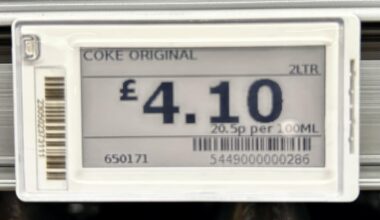 COKE ORIGINAL
2LTR
£4.10
20.5p per 100ML
650171
5449000000286